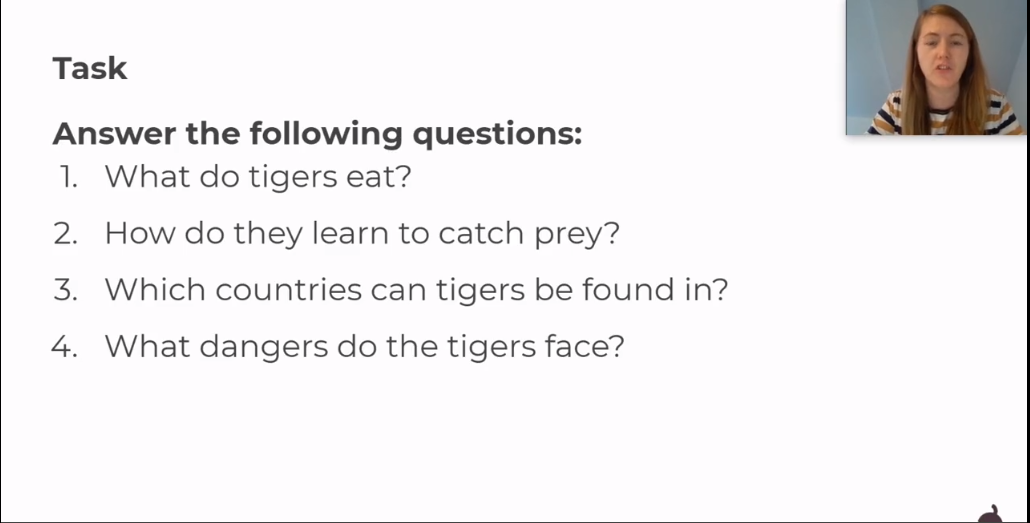 Task
Answer the following questions:
1. What do tigers eat?
2. How do they learn to catch prey?
3. Which countries can tigers be found in?
4. What dangers do the tigers face?